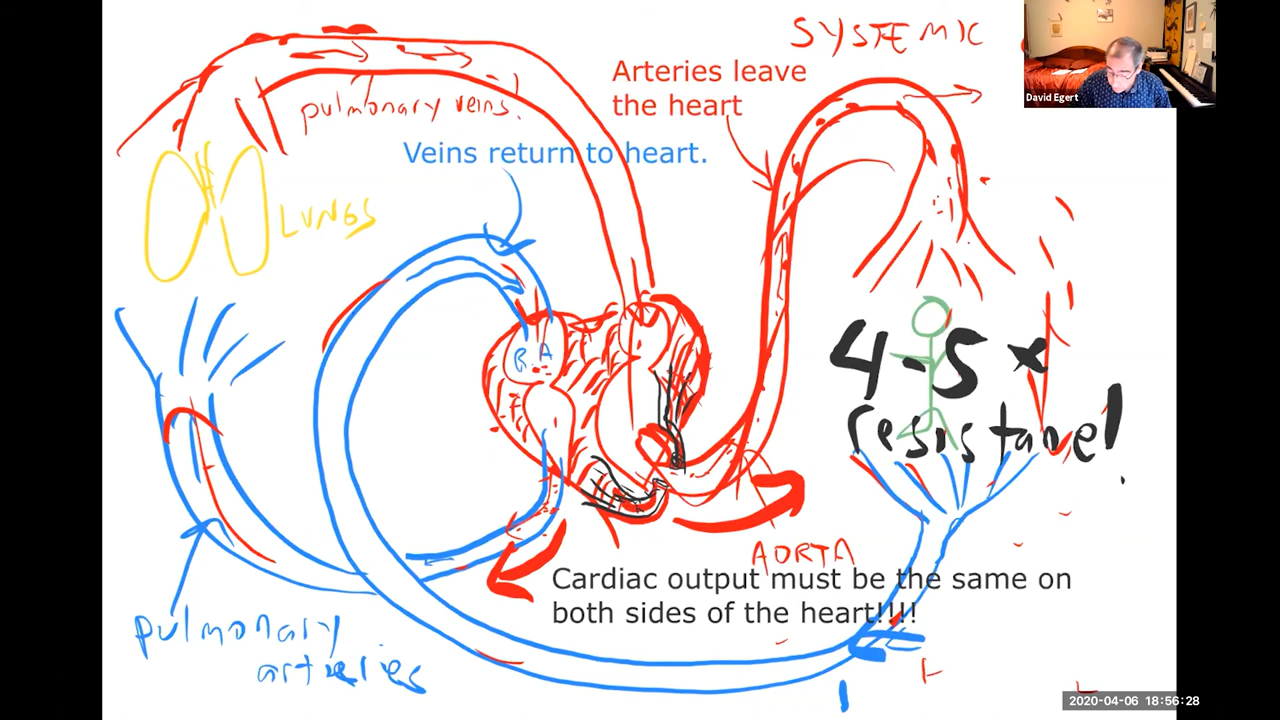 SYSTEMIC
David Egert
Arteries leave
the heart
pulmonary veins!
Veins return to heart.
LUNGS
R A
4-5 x
resistance!
AORTA
Cardiac output must be the same on
both sides of the heart!!!!
pulmonary
arteries
2020-04-06 18:56:28